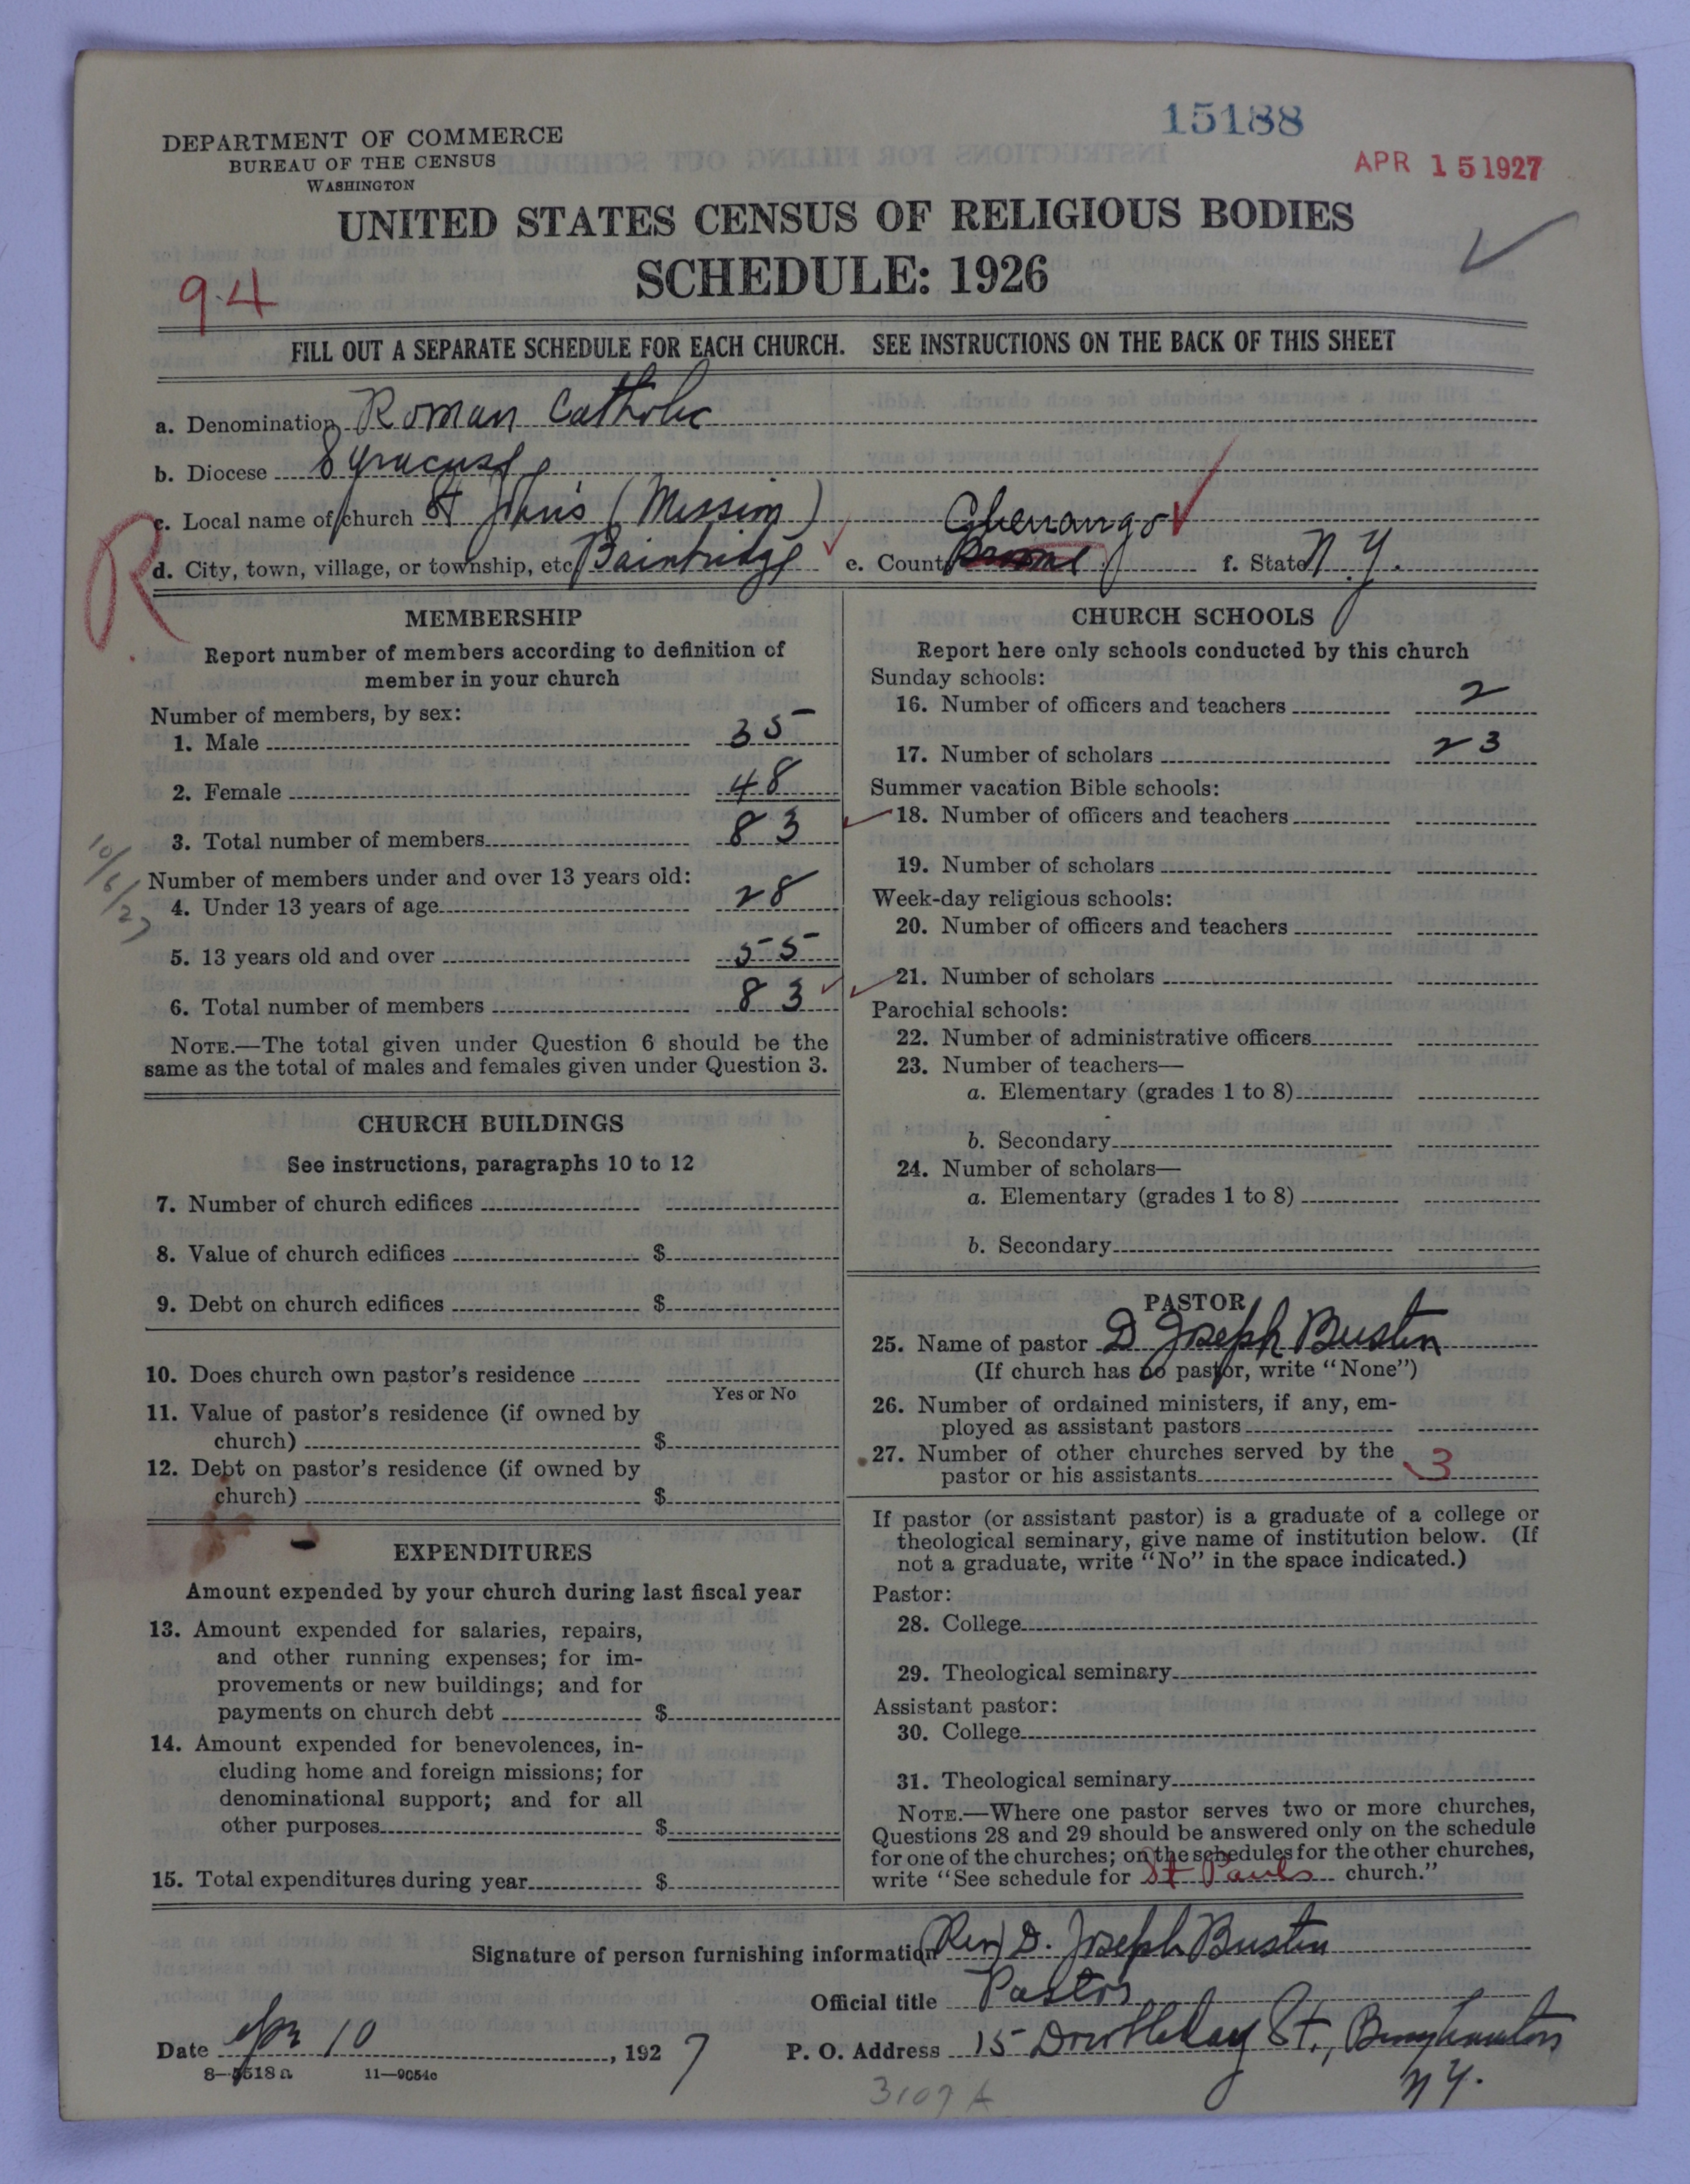 15188
APR 15 1927
DEPARTMENT OF COMMERCE
BUREAU OF THE CENSUS
WASHINGTON
UNITED STATES CENSUS OF RELIGIOUS BODIES
SCHEDULE: 1926
94
FILL OUT A SEPARATE SCHEDULE FOR EACH CHURCH. SEE INSTRUCTIONS ON THE BACK OF THIS SHEET
a. Denomination Roman Catholic
b. Diocese Syracuse
c. Local name of church St John's (Mission)
Chenango
R
d. City, town, village, or township, etc. Bainbridge e. County Broome f. State N.Y.
MEMBERSHIP
Report number of members according to definition of
member in your church
Number of members, by sex:
1. Male 35
2. Female 48
3. Total number of members 83
10/6/27
Number of members under and over 13 years old:
4. Under 13 years of age 28
5. 13 years old and over 55
6. Total number of members 83
NOTE.—The total given under Question 6 should be the
same as the total of males and females given under Question 3.
CHURCH BUILDINGS
See instructions, paragraphs 10 to 12
7. Number of church edifices
8. Value of church edifices $
9. Debt on church edifices $
10. Does church own pastor's residence
Yes or No
11. Value of pastor's residence (if owned by
church) $
12. Debt on pastor's residence (if owned by
church) $
EXPENDITURES
Amount expended by your church during last fiscal year
13. Amount expended for salaries, repairs,
and other running expenses; for im-
provements or new buildings; and for
payments on church debt $
14. Amount expended for benevolences, in-
cluding home and foreign missions; for
denominational support; and for all
other purposes $
15. Total expenditures during year $
CHURCH SCHOOLS
Report here only schools conducted by this church
Sunday schools:
16. Number of officers and teachers 2
17. Number of scholars 23
Summer vacation Bible schools:
18. Number of officers and teachers
19. Number of scholars
Week-day religious schools:
20. Number of officers and teachers
21. Number of scholars
Parochial schools:
22. Number of administrative officers
23. Number of teachers—
a. Elementary (grades 1 to 8)
b. Secondary
24. Number of scholars—
a. Elementary (grades 1 to 8)
b. Secondary
PASTOR
25. Name of pastor D Joseph Bustin
(If church has no pastor, write "None")
26. Number of ordained ministers, if any, em-
ployed as assistant pastors
27. Number of other churches served by the
pastor or his assistants 3
If pastor (or assistant pastor) is a graduate of a college or
theological seminary, give name of institution below. (If
not a graduate, write "No" in the space indicated.)
Pastor:
28. College
29. Theological seminary
Assistant pastor:
30. College
31. Theological seminary
NOTE.—Where one pastor serves two or more churches,
Questions 28 and 29 should be answered only on the schedule
for one of the churches; on the schedules for the other churches,
write "See schedule for St Pauls church."
Signature of person furnishing information (Rev) D. Joseph Bustin
Official title Pastor
Date Apr 10, 1927 P. O. Address 15 Doubleday St., Binghamton
N.Y.
8—5518a 11—9054c
3107 A